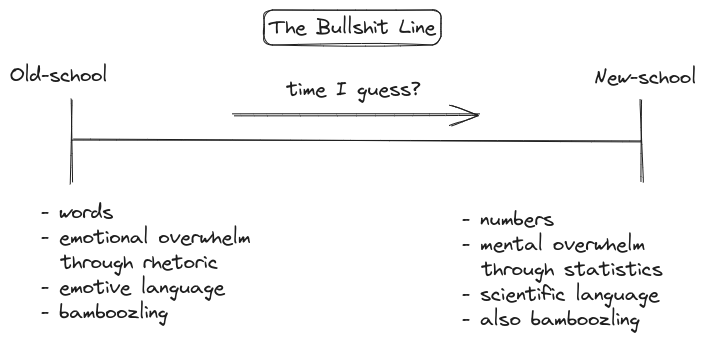 The Bullshit Line
Old-school
New-school
time I guess?
- words
- emotional overwhelm
through rhetoric
- emotive language
- bamboozling
- numbers
- mental overwhelm
through statistics
- scientific language
- also bamboozling